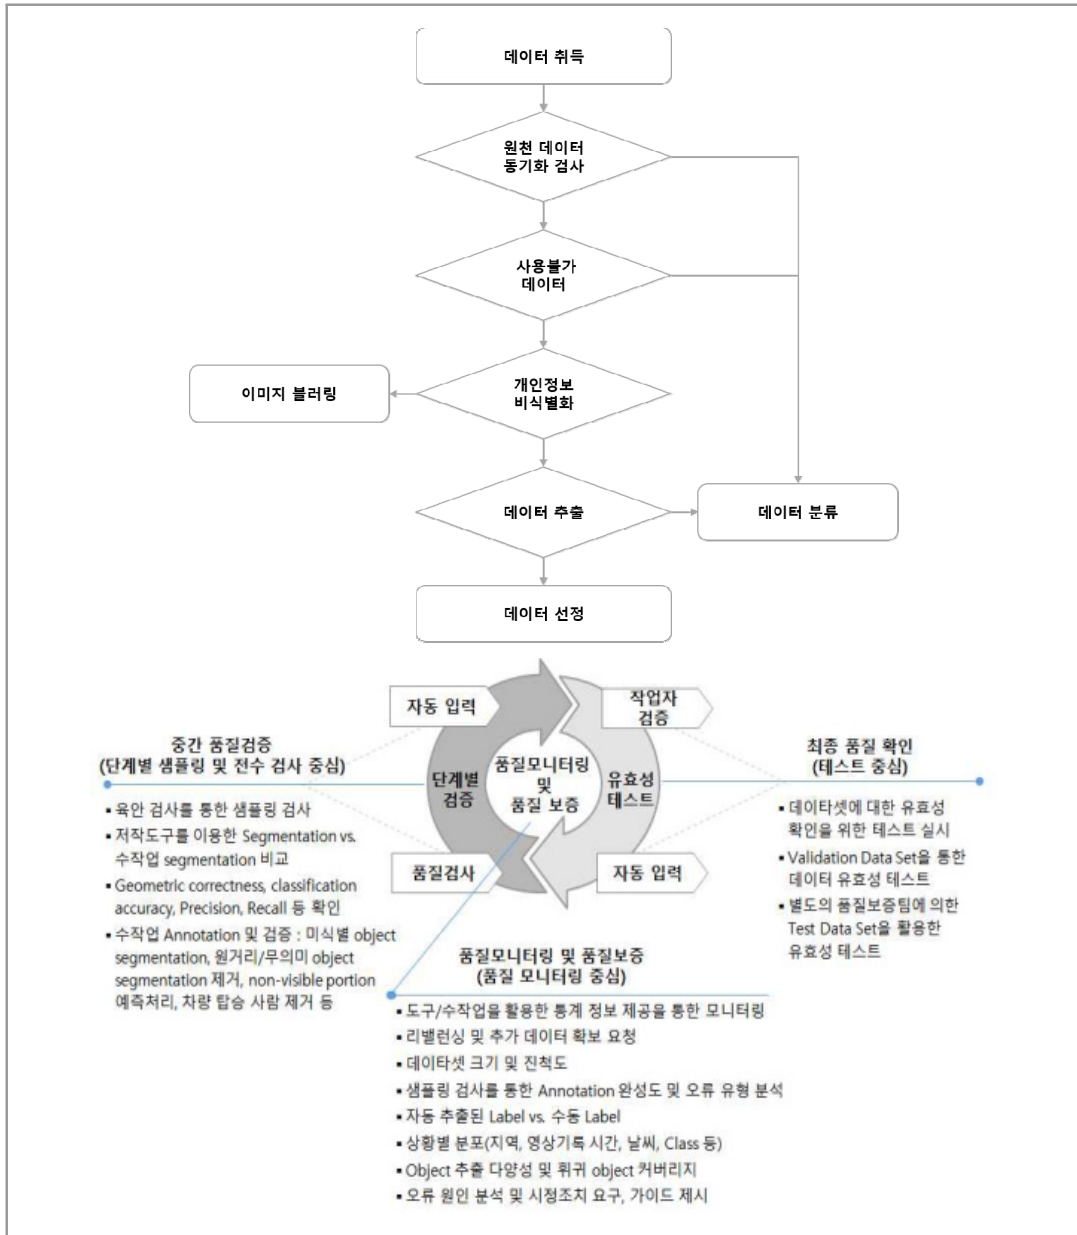 데이터 취득
원천 데이터
동기화 검사
사용불가
데이터
개인정보
비식별화
이미지 블러링
데이터 추출
데이터 분류
데이터 선정
자동 입력
작업자
검증
중간 품질검증
(단계별 샘플링 및 전수 검사 중심)
단계별
검증
품질모니터링
및
품질 보증
유효성
테스트
최종 품질 확인
(테스트 중심)
품질검사
자동 입력
▪ 육안 검사를 통한 샘플링 검사
▪ 저작도구를 이용한 Segmentation vs.
수작업 segmentation 비교
▪ Geometric correctness, classification
accuracy, Precision, Recall 등 확인
▪ 수작업 Annotation 및 검증 : 미식별 object
segmentation, 원거리/무의미 object
segmentation 제거, non-visible portion
예측처리, 차량 탑승 사람 제거 등
▪ 데이타셋에 대한 유효성
확인을 위한 테스트 실시
▪ Validation Data Set을 통한
데이터 유효성 테스트
▪ 별도의 품질보증팀에 의한
Test Data Set을 활용한
유효성 테스트
품질모니터링 및 품질보증
(품질 모니터링 중심)
▪ 도구/수작업을 활용한 통계 정보 제공을 통한 모니터링
▪ 리밸런싱 및 추가 데이터 확보 요청
▪ 데이타셋 크기 및 진척도
▪ 샘플링 검사를 통한 Annotation 완성도 및 오류 유형 분석
▪ 자동 추출된 Label vs. 수동 Label
▪ 상황별 분포(지역, 영상기록 시간, 날씨, Class 등)
▪ Object 추출 다양성 및 휘귀 object 커버리지
▪ 오류 원인 분석 및 시정조치 요구, 가이드 제시